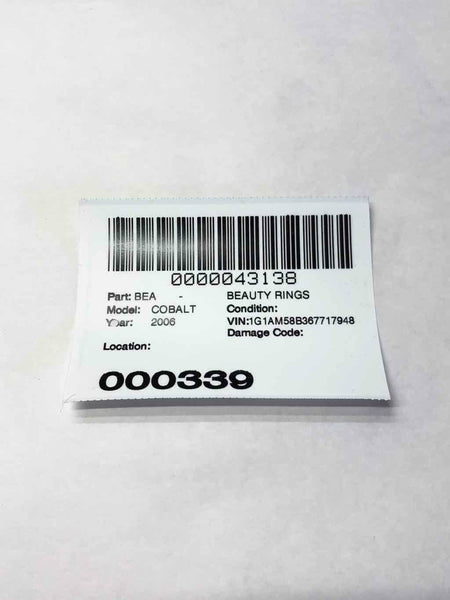 0000043138
Part: BEA - BEAUTY RINGS
Model: COBALT Condition:
Year: 2006 VIN:1G1AM58B367717948
Damage Code:
Location:
000339